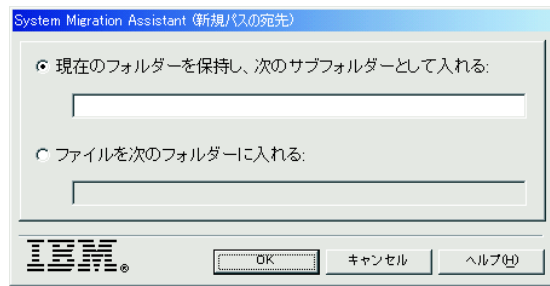 System Migration Assistant (新規パスの宛先)
現在のフォルダーを保持し、次のサブフォルダーとして入れる:
ファイルを次のフォルダーに入れる:
IBM®
OK キャンセル ヘルプ(H)